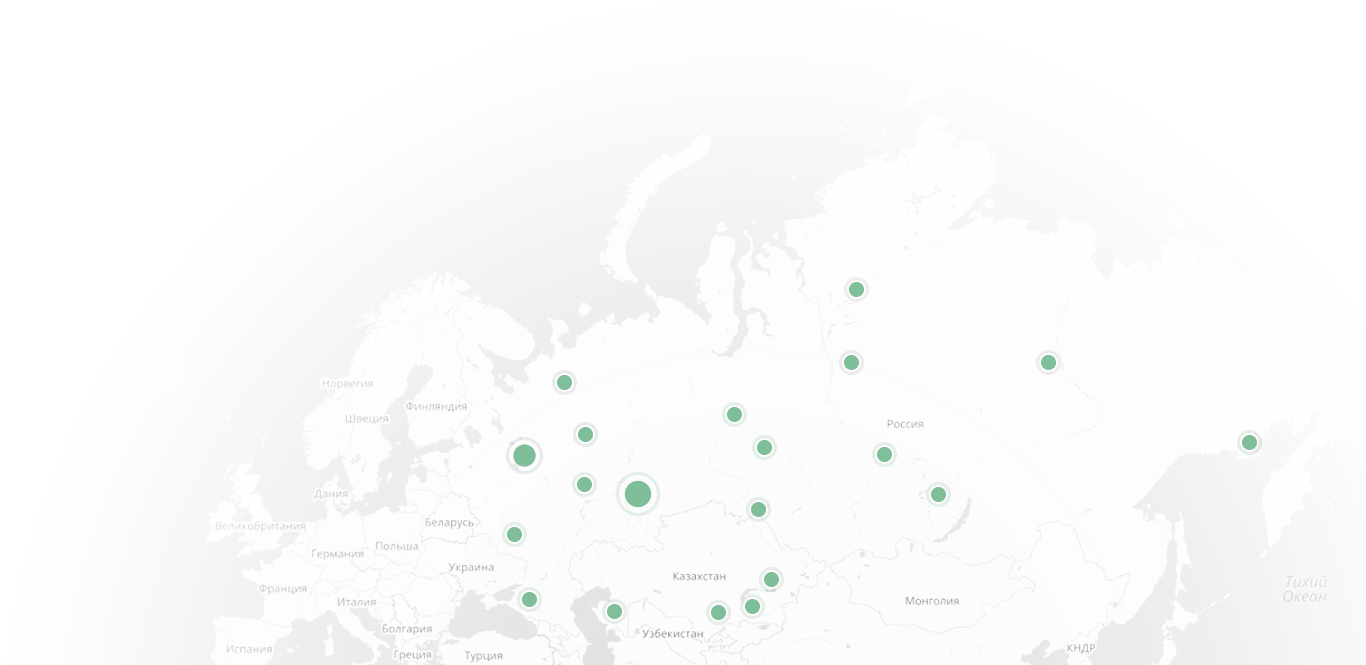 Норвегия
Финляндия
Швеция
Россия
Дания
Великобритания
Беларусь
Польша
Германия
Украина
Казахстан
Тихий
Океан
Франция
Италия
Монголия
Болгария
Узбекистан
Испания
Греция
Турция
КНДР